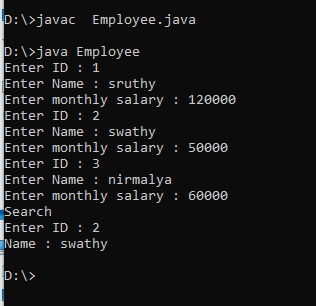 D:\>javac  Employee.java
D:\>java Employee
Enter ID : 1
Enter Name : sruthy
Enter monthly salary : 120000
Enter ID : 2
Enter Name : swathy
Enter monthly salary : 50000
Enter ID : 3
Enter Name : nirmalya
Enter monthly salary : 60000
Search
Enter ID : 2
Name : swathy
D:\>